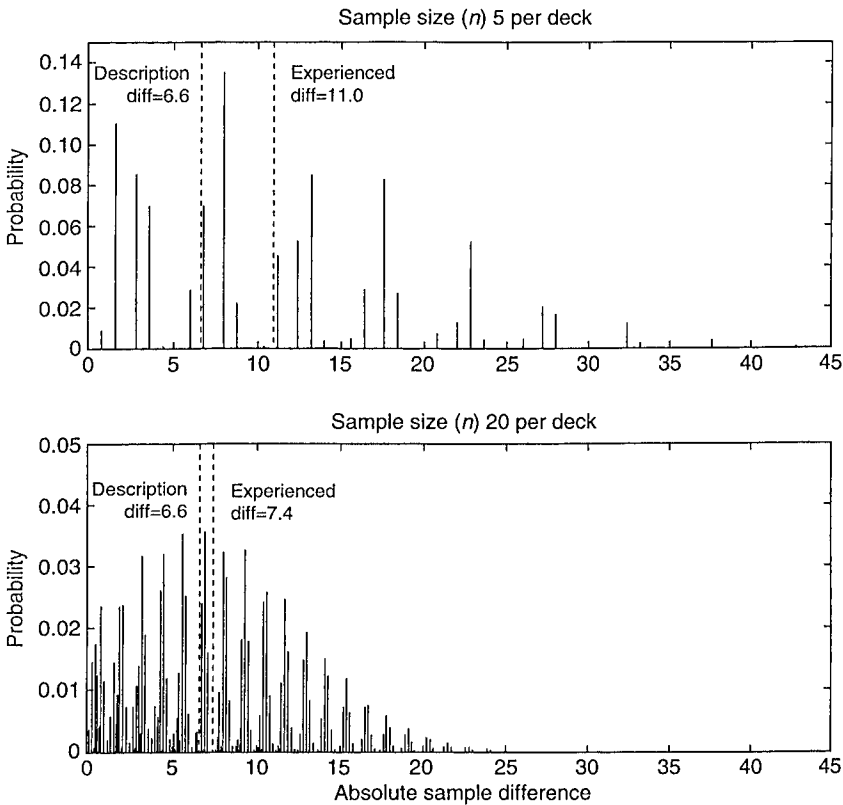 Sample size (n) 5 per deck
0.14
0.12
0.10
0.08
0.06
0.04
0.02
0
Probability
Description
diff=6.6
Experienced
diff=11.0
0 5 10 15 20 25 30 35 40 45
Sample size (n) 20 per deck
0.05
0.04
0.03
0.02
0.01
0
Probability
Description
diff=6.6
Experienced
diff=7.4
0 5 10 15 20 25 30 35 40 45
Absolute sample difference